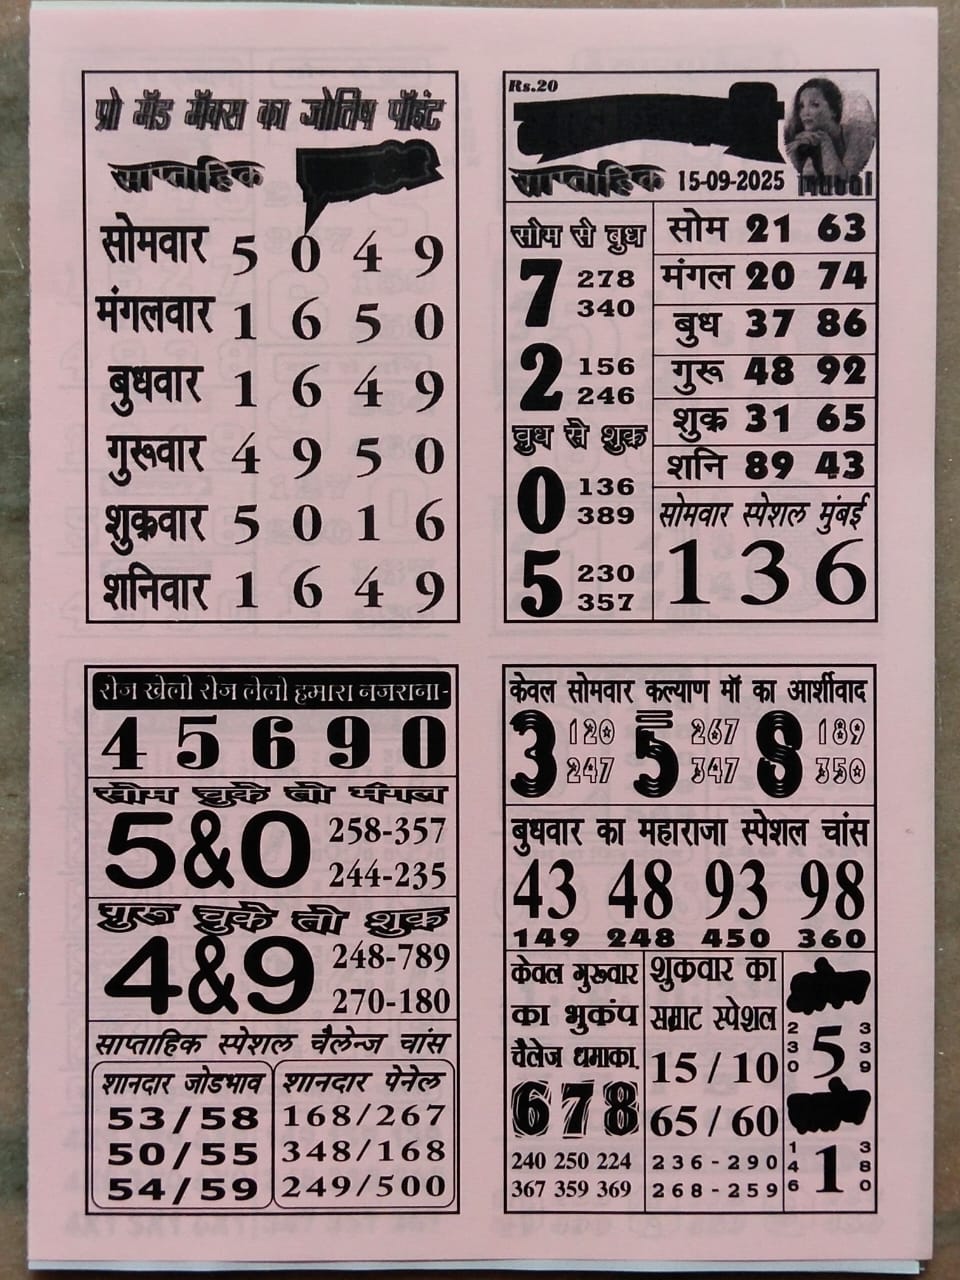 प्रो मॅड मॅक्स का जोतिष पॉइंट
साप्ताहिक
सोमवार 5 0 4 9
मंगलवार 1 6 5 0
बुधवार 1 6 4 9
गुरूवार 4 9 5 0
शुक्रवार 5 0 1 6
शनिवार 1 6 4 9
Rs.20
साप्ताहिक 15-09-2025
सोम से बुध
7 278
340
2 156
246
बुध से शुक्र
0 136
389
5 230
357
सोम 21 63
मंगल 20 74
बुध 37 86
गुरू 48 92
शुक्र 31 65
शनि 89 43
सोमवार स्पेशल मुंबई
1 3 6
रोज खेलो रोज लेलो हमारा नजराना-
4 5 6 9 0
सोम चुके तो मंगल
5&0 258-357
244-235
गुरू चुके तो शुक्र
4&9 248-789
270-180
साप्ताहिक स्पेशल चैलेन्ज चांस
शानदार जोडभाव
53/58
50/55
54/59
शानदार पेनेल
168/267
348/168
249/500
केवल सोमवार कल्याण मॉ का आर्शीवाद
3 120 5 267 8 189
247 347 350
बुधवार का महाराजा स्पेशल चांस
43 48 93 98
149 248 450 360
केवल गुरूवार
का भुकंप
चैलेज धमाका
678
240 250 224
367 359 369
शुक्रवार का
सम्राट स्पेशल
15/10
65/60
236-290
268-259
230 5 339
146 1 380